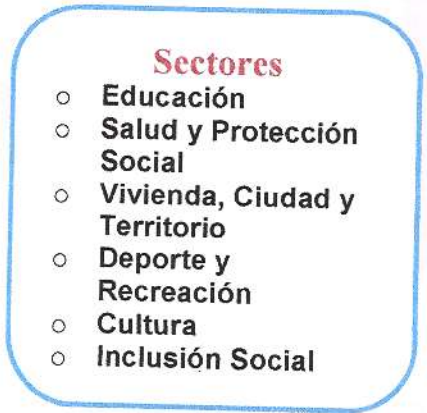 Sectores
○ Educación
○ Salud y Protección
Social
○ Vivienda, Ciudad y
Territorio
○ Deporte y
Recreación
○ Cultura
○ Inclusión Social